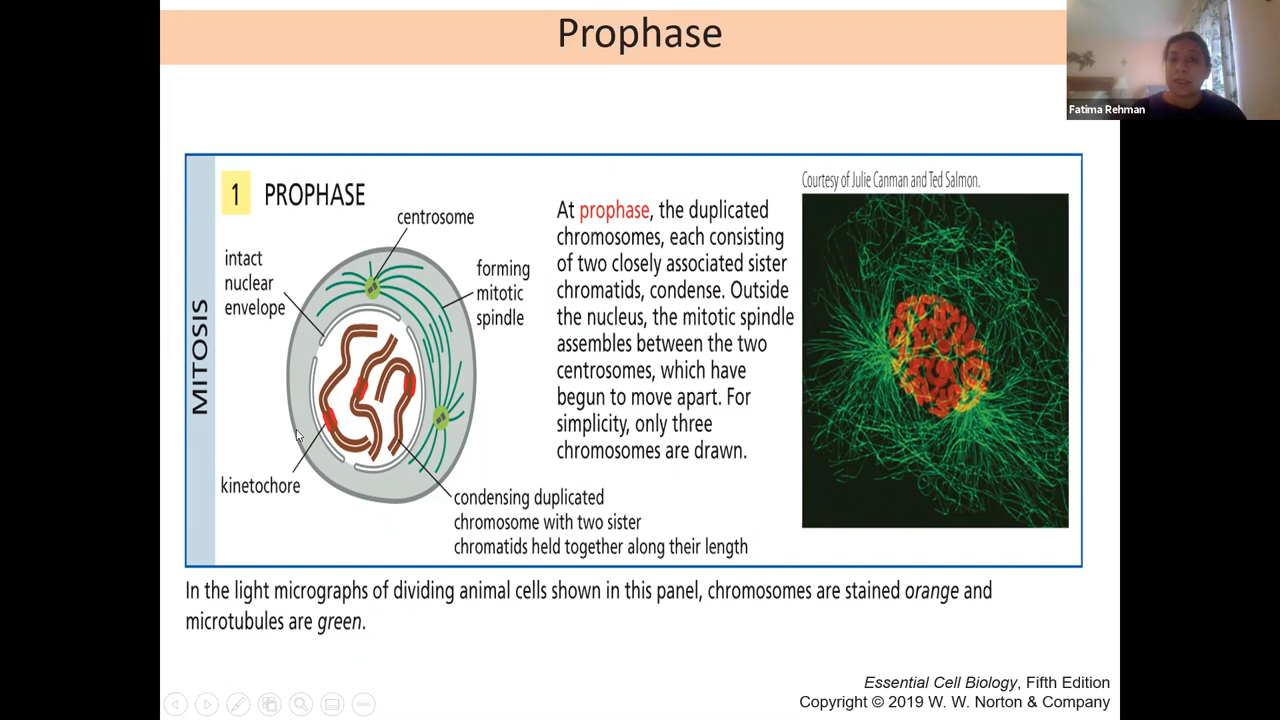 Prophase
Fatima Rehman
MITOSIS
1 PROPHASE
centrosome
intact
nuclear
envelope
forming
mitotic
spindle
kinetochore
condensing duplicated
chromosome with two sister
chromatids held together along their length
At prophase, the duplicated
chromosomes, each consisting
of two closely associated sister
chromatids, condense. Outside
the nucleus, the mitotic spindle
assembles between the two
centrosomes, which have
begun to move apart. For
simplicity, only three
chromosomes are drawn.
Courtesy of Julie Canman and Ted Salmon.
In the light micrographs of dividing animal cells shown in this panel, chromosomes are stained orange and
microtubules are green.
Essential Cell Biology, Fifth Edition
Copyright © 2019 W. W. Norton & Company